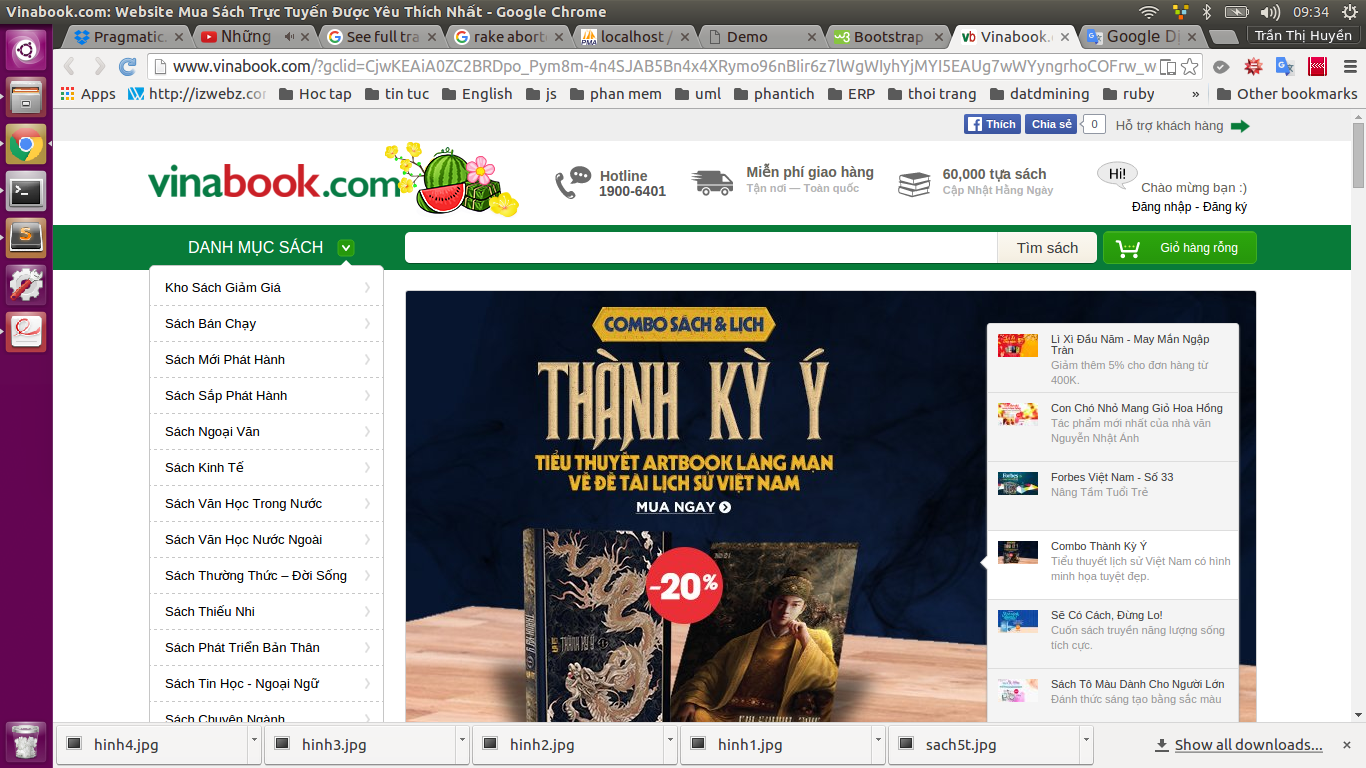 Vinabook.com: Website Mua Sách Trực Tuyến Được Yêu Thích Nhất - Google Chrome
09:34
Pragmatic
Những
See full tra
rake abort
localhost /
Demo
Bootstrap
Vinabook.
Google Dị
Trần Thị Huyền
Apps
http://izwebz.co
Hoc tap
tin tuc
English
js
phan mem
uml
phantich
ERP
thoi trang
datdmining
ruby
»
Other bookmarks
Thích
Chia sẻ
0
Hỗ trợ khách hàng
vinabook.com
Hotline
1900-6401
Miễn phí giao hàng
Tận nơi — Toàn quốc
60,000 tựa sách
Cập Nhật Hằng Ngày
Hi!
Chào mừng bạn :)
Đăng nhập - Đăng ký
DANH MỤC SÁCH
Tìm sách
Giỏ hàng rỗng
Kho Sách Giảm Giá
Sách Bán Chạy
Sách Mới Phát Hành
Sách Sắp Phát Hành
Sách Ngoại Văn
Sách Kinh Tế
Sách Văn Học Trong Nước
Sách Văn Học Nước Ngoài
Sách Thường Thức – Đời Sống
Sách Thiếu Nhi
Sách Phát Triển Bản Thân
Sách Tin Học - Ngoại Ngữ
Sách Chuyên Ngành
COMBO SÁCH & LỊCH
THÀNH KỲ Ý
TIỂU THUYẾT ARTBOOK LÃNG MẠN
VỀ ĐỀ TÀI LỊCH SỬ VIỆT NAM
MUA NGAY
-20%
THÀNH KỲ Ý
Lì Xì Đầu Năm - May Mắn Ngập
Tràn
Giảm thêm 5% cho đơn hàng từ
400K.
Con Chó Nhỏ Mang Giỏ Hoa Hồng
Tác phẩm mới nhất của nhà văn
Nguyễn Nhật Ánh
Forbes Việt Nam - Số 33
Nâng Tầm Tuổi Trẻ
Combo Thành Kỳ Ý
Tiểu thuyết lịch sử Việt Nam có hình
minh họa tuyệt đẹp.
Sẽ Có Cách, Đừng Lo!
Cuốn sách truyền năng lượng sống
tích cực.
Sách Tô Màu Dành Cho Người Lớn
Đánh thức sáng tạo bằng sắc màu
hinh4.jpg
hinh3.jpg
hinh2.jpg
hinh1.jpg
sach5t.jpg
Show all downloads...